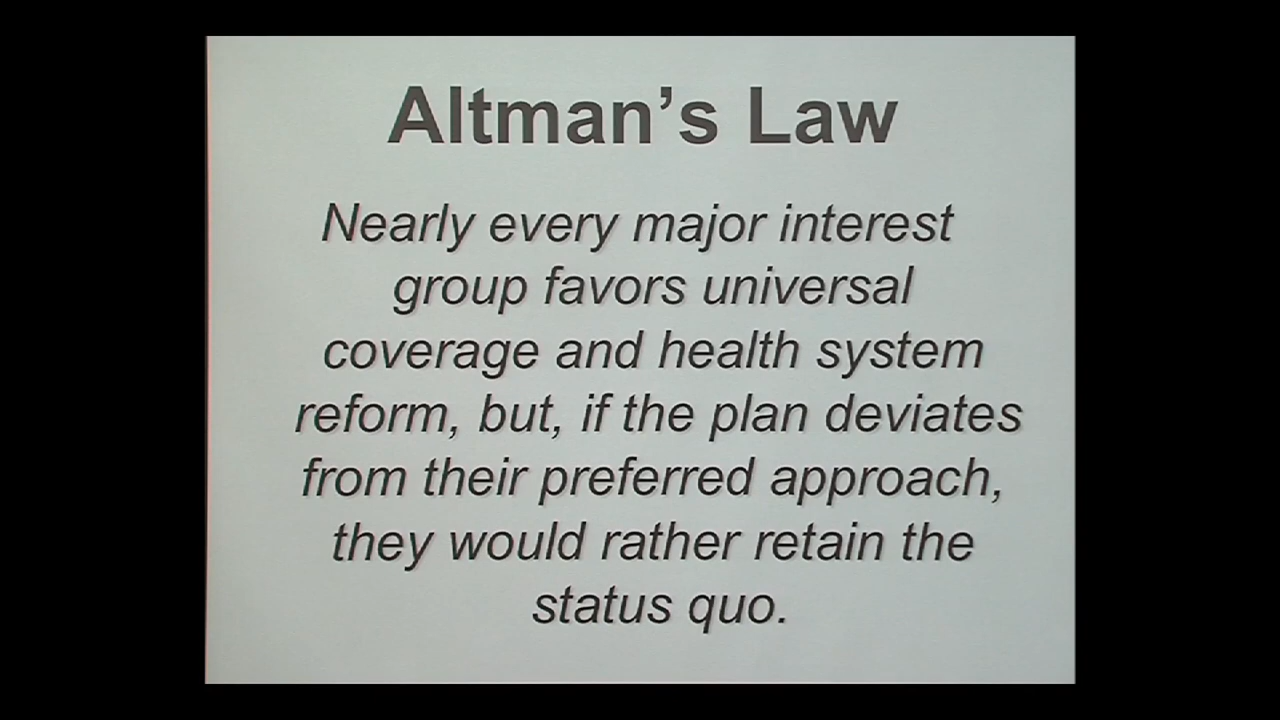 Altman’s Law
Nearly every major interest
group favors universal
coverage and health system
reform, but, if the plan deviates
from their preferred approach,
they would rather retain the
status quo.